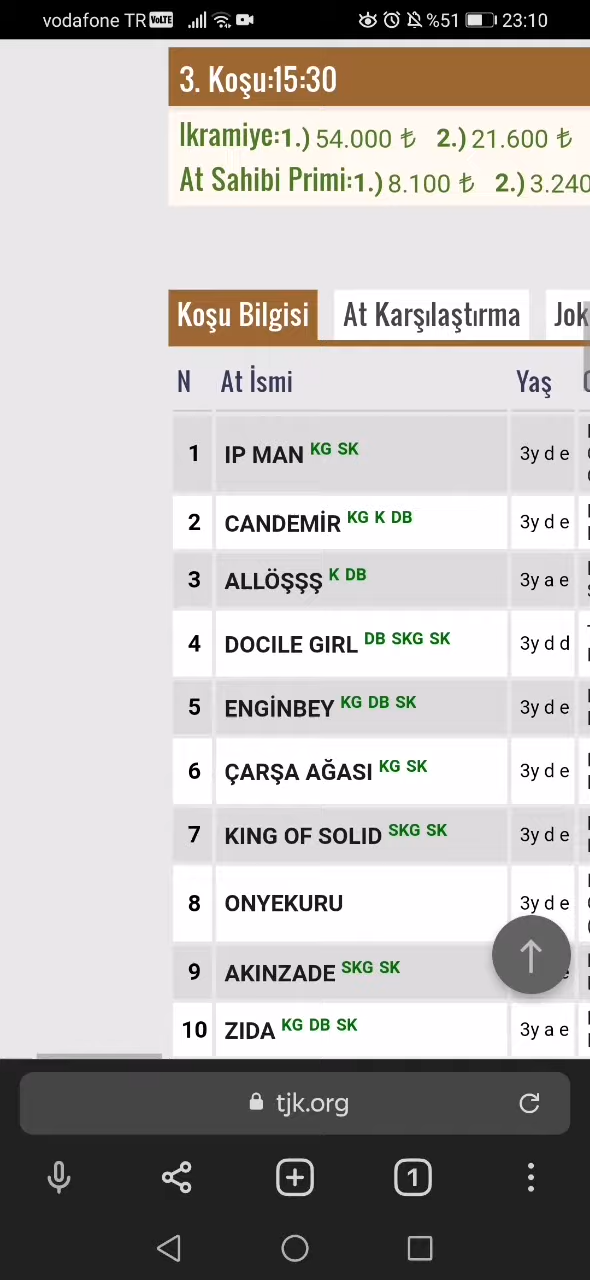 vodafone TR VoLTE %51 23:10
3. Koşu:15:30
Ikramiye:1.) 54.000 ₺ 2.) 21.600 ₺
At Sahibi Primi:1.) 8.100 ₺ 2.) 3.240
Koşu Bilgisi At Karşılaştırma Jok
N At İsmi Yaş
1 IP MAN KG SK 3y d e
2 CANDEMİR KG K DB 3y d e
3 ALLÖŞŞŞ K DB 3y a e
4 DOCILE GIRL DB SKG SK 3y d d
5 ENGİNBEY KG DB SK 3y d e
6 ÇARŞA AĞASI KG SK 3y d e
7 KING OF SOLID SKG SK 3y d e
8 ONYEKURU 3y d e
9 AKINZADE SKG SK
10 ZIDA KG DB SK 3y a e
tjk.org
1